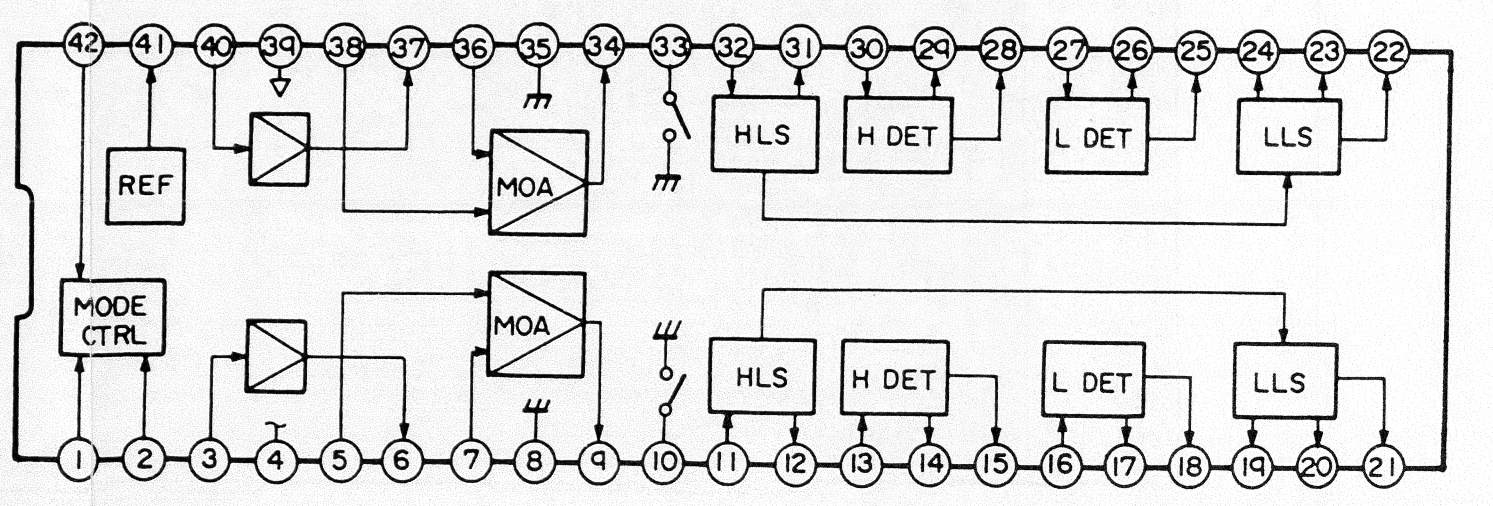 42 41 40 39 38 37 36 35 34 33 32 31 30 29 28 27 26 25 24 23 22
HLS H DET L DET LLS
REF MOA
MODE
CTRL
MOA
HLS H DET L DET LLS
1 2 3 4 5 6 7 8 9 10 11 12 13 14 15 16 17 18 19 20 21